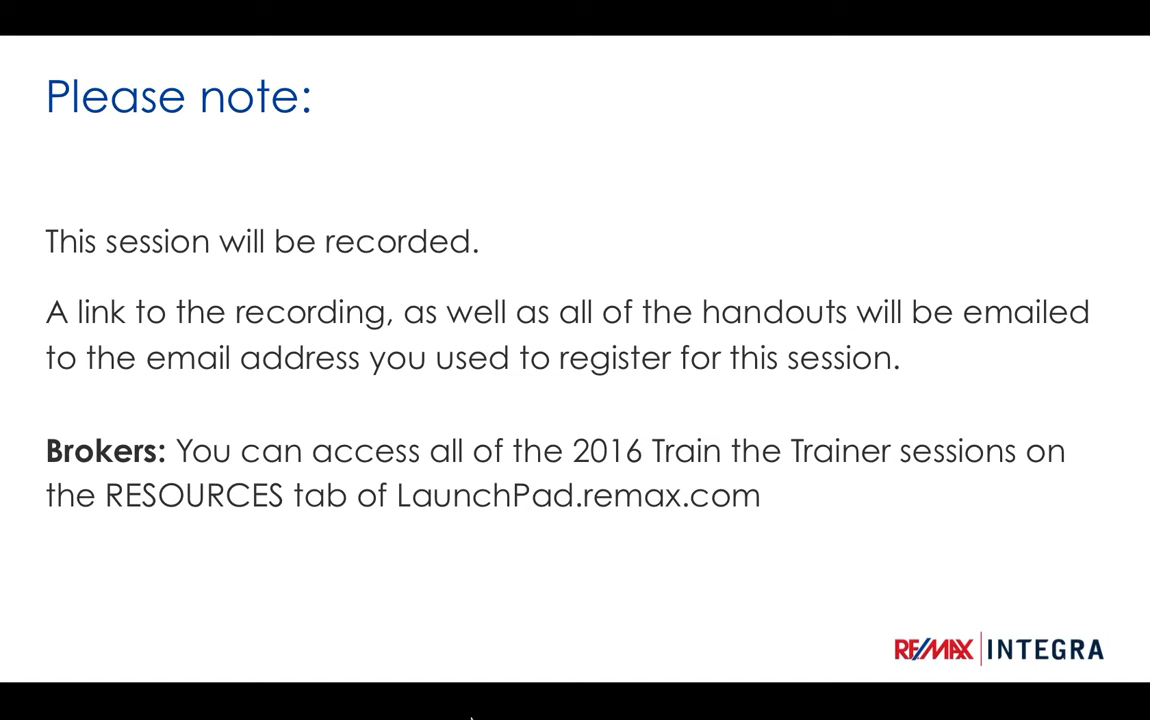 Please note:
This session will be recorded.
A link to the recording, as well as all of the handouts will be emailed
to the email address you used to register for this session.
Brokers: You can access all of the 2016 Train the Trainer sessions on
the RESOURCES tab of LaunchPad.remax.com
RE/MAX INTEGRA